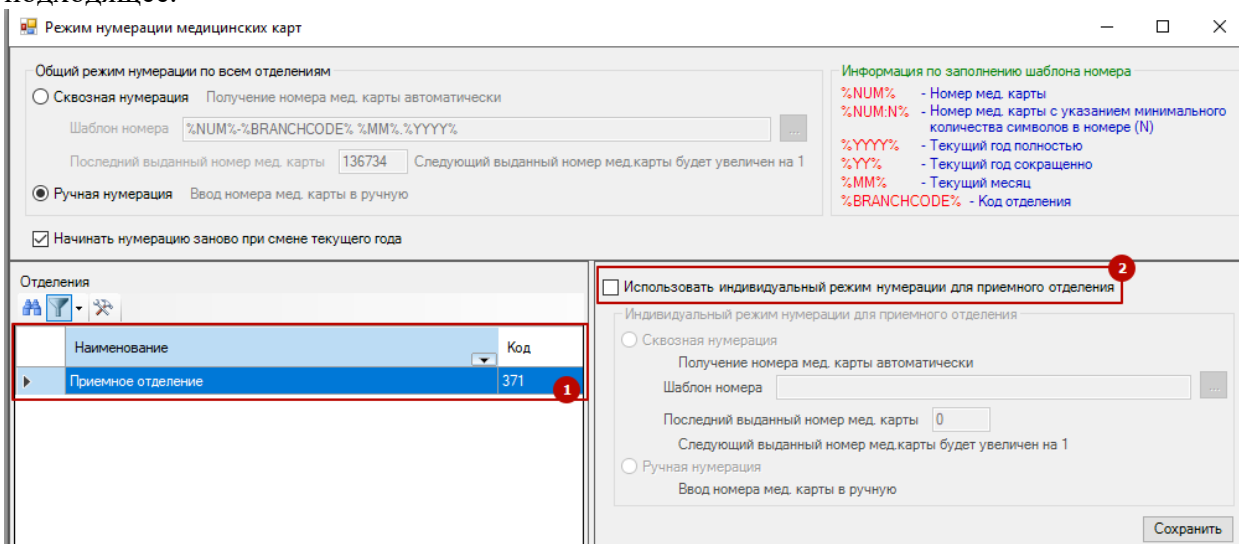 подходящее.
Режим нумерации медицинских карт
Общий режим нумерации по всем отделениям
Сквозная нумерация Получение номера мед. карты автоматически
Шаблон номера %NUM%-%BRANCHCODE% %MM%.%YYYY% ...
Последний выданный номер мед. карты 136734 Следующий выданный номер мед.карты будет увеличен на 1
Ручная нумерация Ввод номера мед. карты в ручную
Начинать нумерацию заново при смене текущего года
Информация по заполнению шаблона номера
%NUM% - Номер мед. карты
%NUM:N% - Номер мед. карты с указанием минимального
количества символов в номере (N)
%YYYY% - Текущий год полностью
%YY% - Текущий год сокращенно
%MM% - Текущий месяц
%BRANCHCODE% - Код отделения
Отделения
Наименование Код
Приемное отделение 371
1
2
Использовать индивидуальный режим нумерации для приемного отделения
Индивидуальный режим нумерации для приемного отделения
Сквозная нумерация
Получение номера мед. карты автоматически
Шаблон номера ...
Последний выданный номер мед. карты 0
Следующий выданный номер мед.карты будет увеличен на 1
Ручная нумерация
Ввод номера мед. карты в ручную
Сохранить